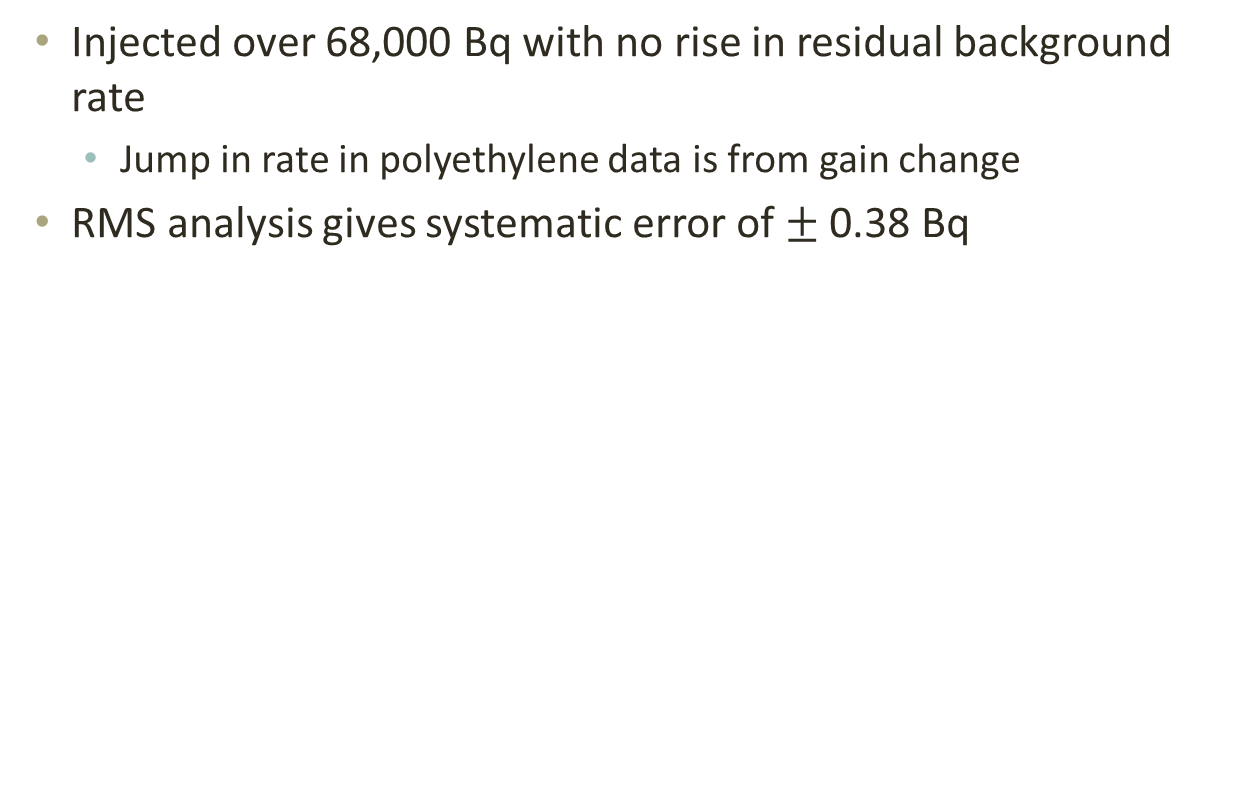 • Injected over 68,000 Bq with no rise in residual background
rate
• Jump in rate in polyethylene data is from gain change
• RMS analysis gives systematic error of ± 0.38 Bq